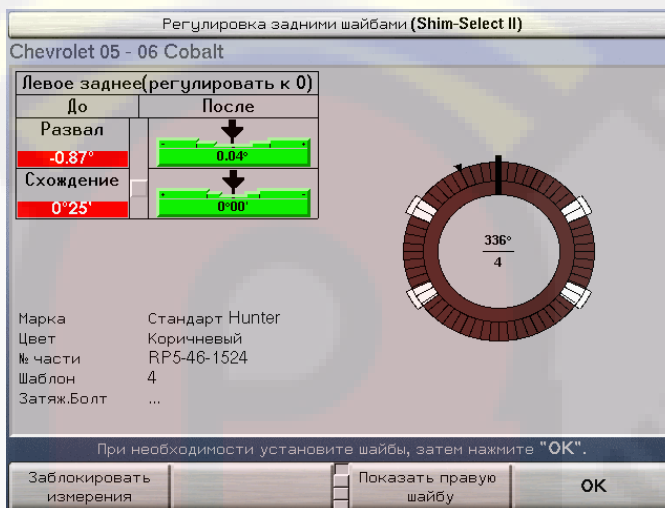 Регулировка задними шайбами (Shim-Select II)
Chevrolet 05 - 06 Cobalt
Левое заднее(регулировать к 0)
До После
Развал
-0.87° 0.04°
Схождение
0°25' 0°00'
336°
4
Марка Стандарт Hunter
Цвет Коричневый
№ части RP5-46-1524
Шаблон 4
Затяж.Болт ...
При необходимости установите шайбы, затем нажмите "OK".
Заблокировать измерения
Показать правую шайбу
OK